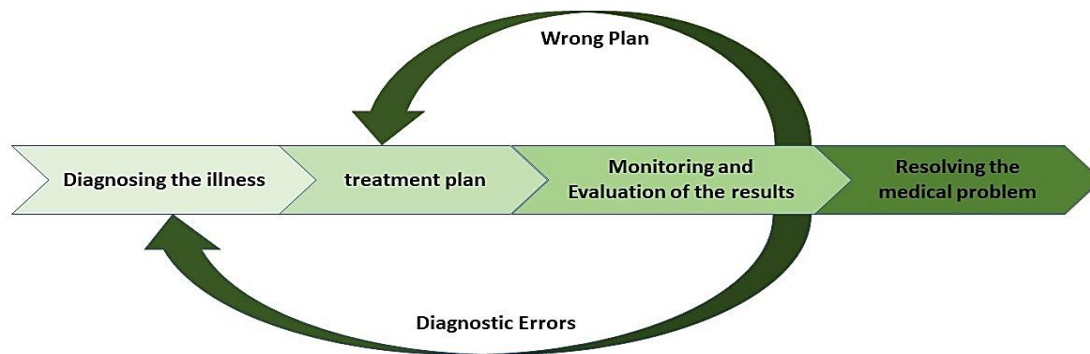 Wrong Plan
Diagnosing the illness
treatment plan
Monitoring and
Evaluation of the results
Resolving the
medical problem
Diagnostic Errors